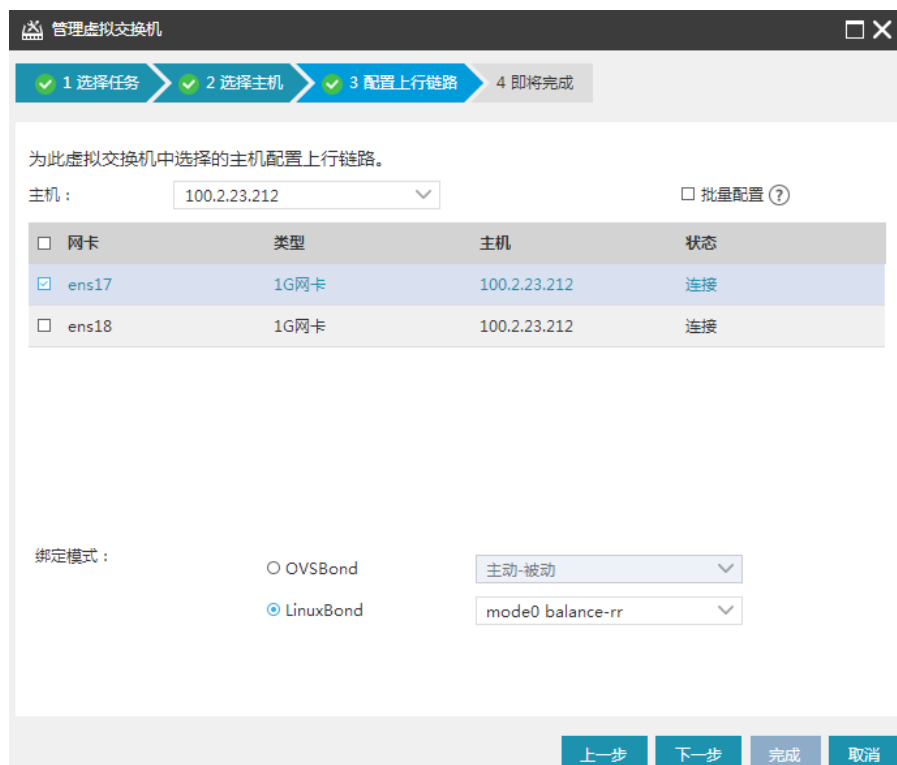 管理虚拟交换机
1 选择任务 2 选择主机 3 配置上行链路 4 即将完成
为此虚拟交换机中选择的主机配置上行链路。
主机： 100.2.23.212 批量配置 ?
网卡 类型 主机 状态
ens17 1G网卡 100.2.23.212 连接
ens18 1G网卡 100.2.23.212 连接
绑定模式：
OVSBond 主动-被动
LinuxBond mode0 balance-rr
上一步 下一步 完成 取消